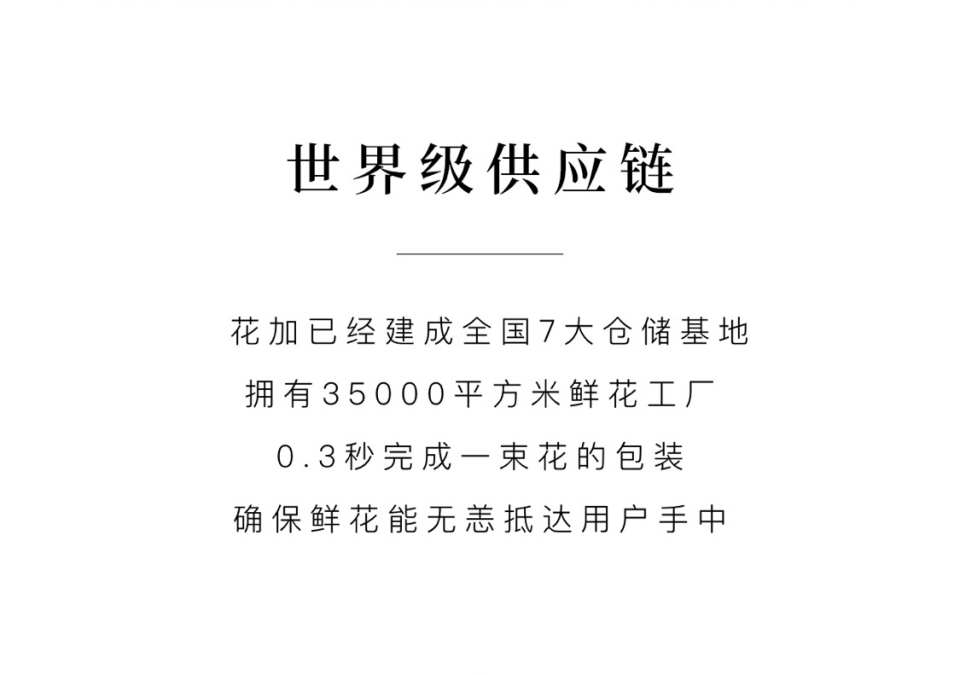 世界级供应链
花加已经建成全国7大仓储基地
拥有35000平方米鲜花工厂
0.3秒完成一束花的包装
确保鲜花能无恙抵达用户手中